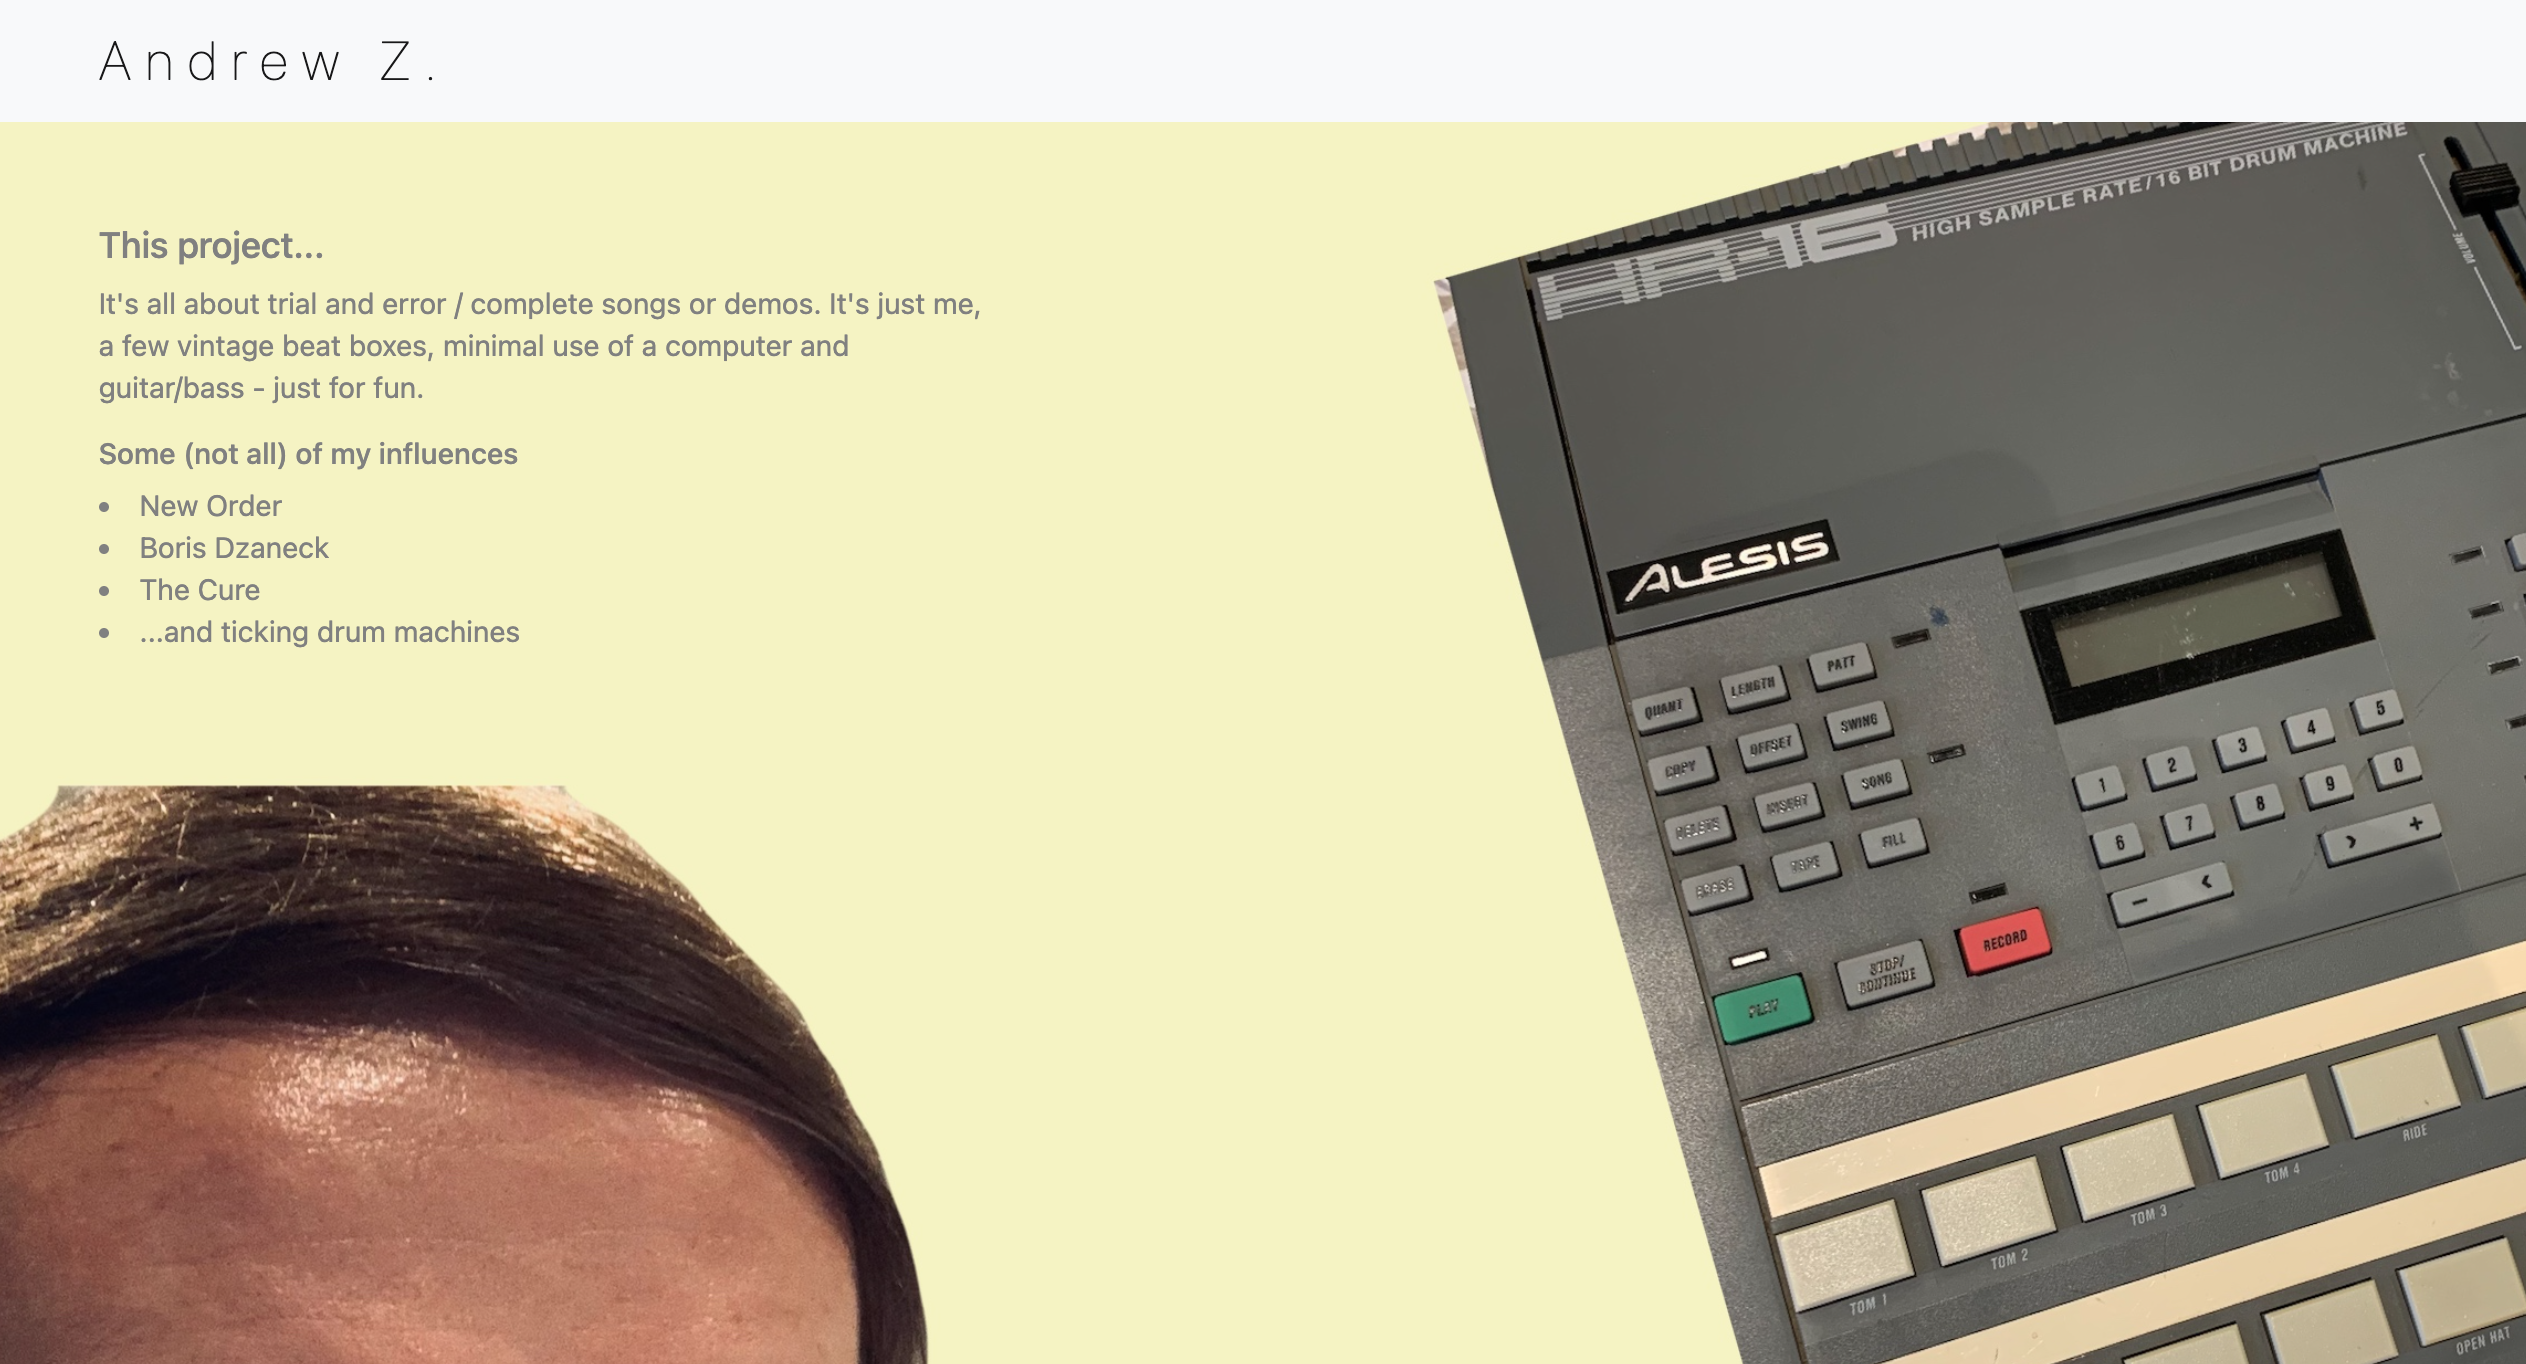 Andrew Z.
This project...
It's all about trial and error / complete songs or demos. It's just me,
a few vintage beat boxes, minimal use of a computer and
guitar/bass - just for fun.
Some (not all) of my influences
New Order
Boris Dzaneck
The Cure
...and ticking drum machines
HR-16 HIGH SAMPLE RATE/16 BIT DRUM MACHINE
VOLUME
ALESIS
QUANT LENGTH PATT
COPY OFFSET SWING
DELETE INSERT SONG
ERASE TAPE FILL
1 2 3 4 5
6 7 8 9 0
− ‹ › +
PLAY STOP/
CONTINUE RECORD
TOM 1 TOM 2 TOM 3 TOM 4 RIDE
OPEN HAT